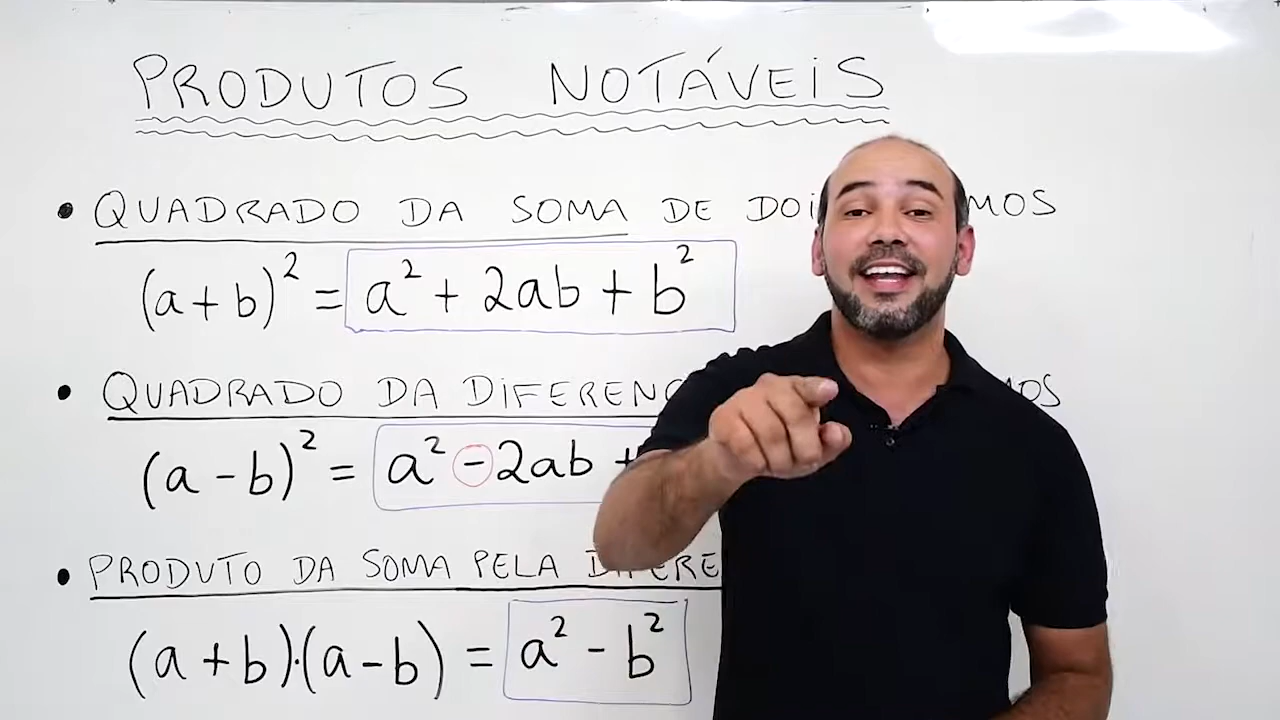 PRODUTOS NOTÁVEIS
• QUADRADO DA SOMA DE
(a+b)² = a² + 2ab + b²
• QUADRADO DA
(a-b)² = a² - 2ab +
• PRODUTO DA SOMA PELA
(a+b)·(a-b) = a² - b²